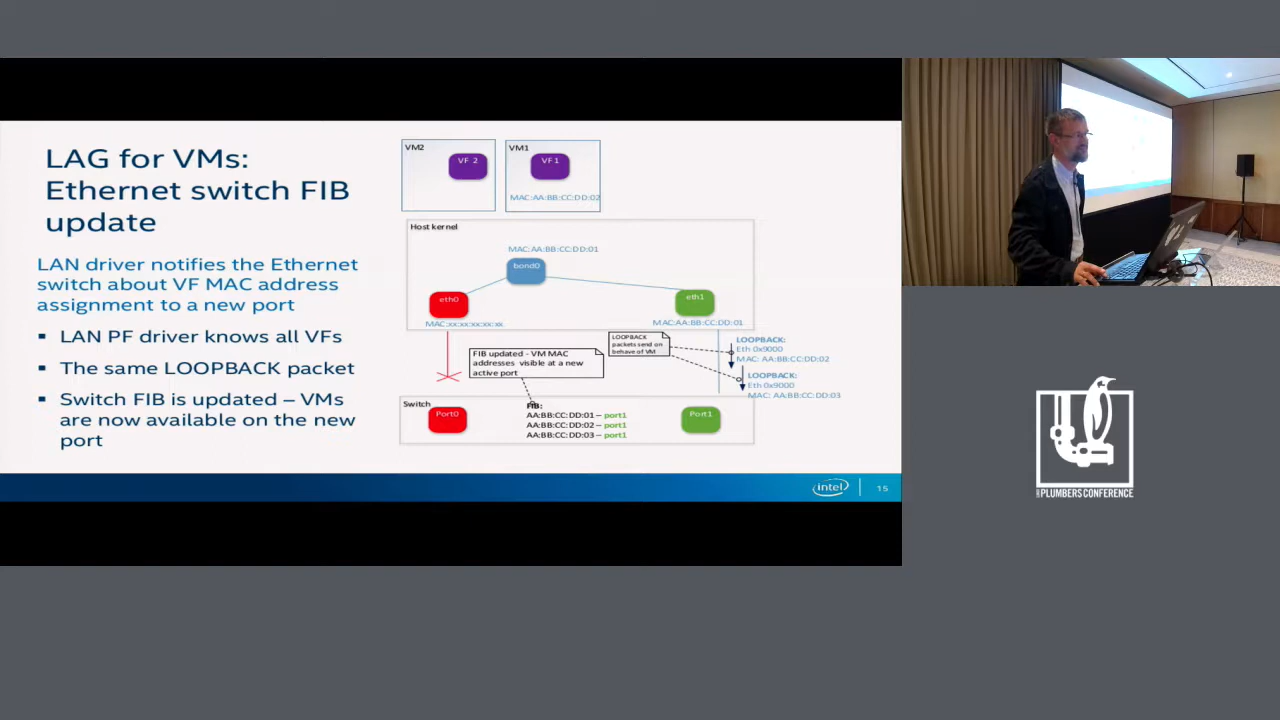 LAG for VMs:
Ethernet switch FIB
update
LAN driver notifies the Ethernet
switch about VF MAC address
assignment to a new port
LAN PF driver knows all VFs
The same LOOPBACK packet
Switch FIB is updated – VMs
are now available on the new
port
VM2
VF 2
VM1
VF 1
MAC:AA:BB:CC:DD:02
Host kernel
MAC:AA:BB:CC:DD:01
bond0
eth0
MAC:xx:xx:xx:xx:xx
eth1
MAC:AA:BB:CC:DD:01
LOOPBACK
packets send on
behave of VM
LOOPBACK:
Eth 0x9000
MAC: AA:BB:CC:DD:02
LOOPBACK:
Eth 0x9000
MAC: AA:BB:CC:DD:03
FIB updated - VM MAC
addresses visible at a new
active port
Switch
Port0
FIB:
AA:BB:CC:DD:01 – port1
AA:BB:CC:DD:02 – port1
AA:BB:CC:DD:03 – port1
Port1
intel
15
PLUMBERS CONFERENCE